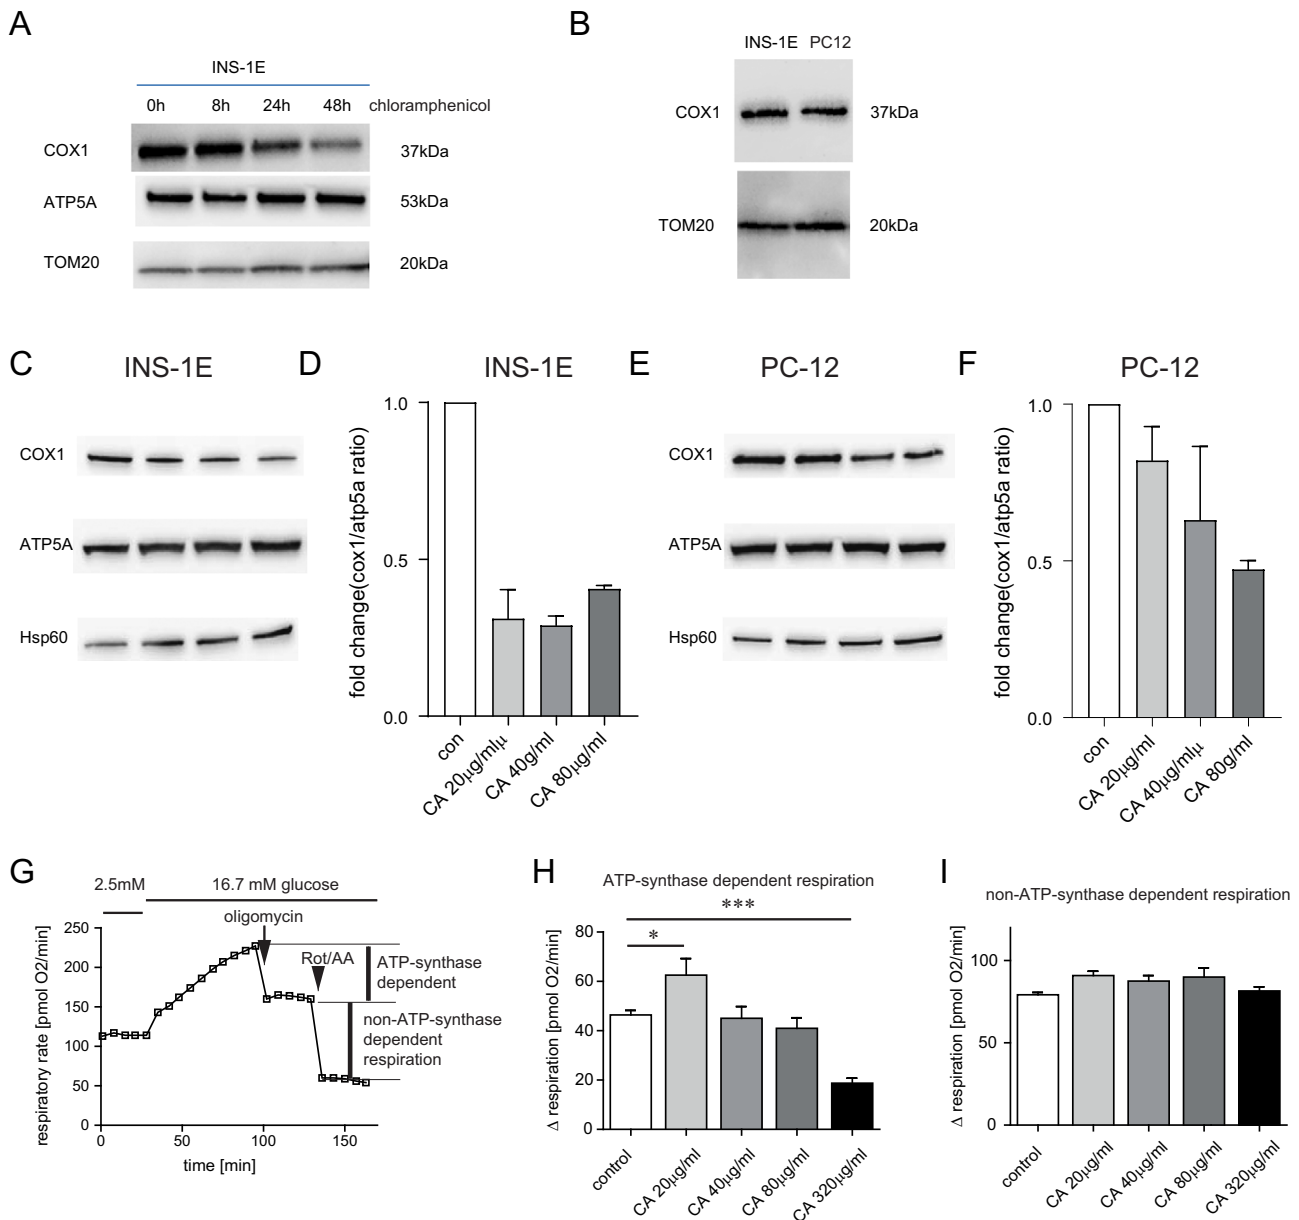 A
INS-1E
0h 8h 24h 48h chloramphenicol
COX1 37kDa
ATP5A 53kDa
TOM20 20kDa
B
INS-1E PC12
COX1 37kDa
TOM20 20kDa
C INS-1E
COX1
ATP5A
Hsp60
D INS-1E
fold change(cox1/atp5a ratio)
1.0
0.5
0.0
con
CA 20μg/mlμ
CA 40g/ml
CA 80μg/ml
E PC-12
COX1
ATP5A
Hsp60
F PC-12
fold change(cox1/atp5a ratio)
1.0
0.5
0.0
con
CA 20μg/ml
CA 40μg/mlμ
CA 80g/ml
G
2.5mM 16.7 mM glucose
oligomycin
Rot/AA
ATP-synthase
dependent
non-ATP-synthase
dependent
respiration
respiratory rate [pmol O2/min]
250
200
150
100
50
0
0 50 100 150
time [min]
H
ATP-synthase dependent respiration
***
*
Δ respiration [pmol O2/min]
80
60
40
20
0
control
CA 20μg/ml
CA 40μg/ml
CA 80μg/ml
CA 320μg/ml
I
non-ATP-synthase dependent respiration
Δ respiration [pmol O2/min]
100
50
0
control
CA 20μg/ml
CA 40μg/ml
CA 80μg/ml
CA 320μg/ml